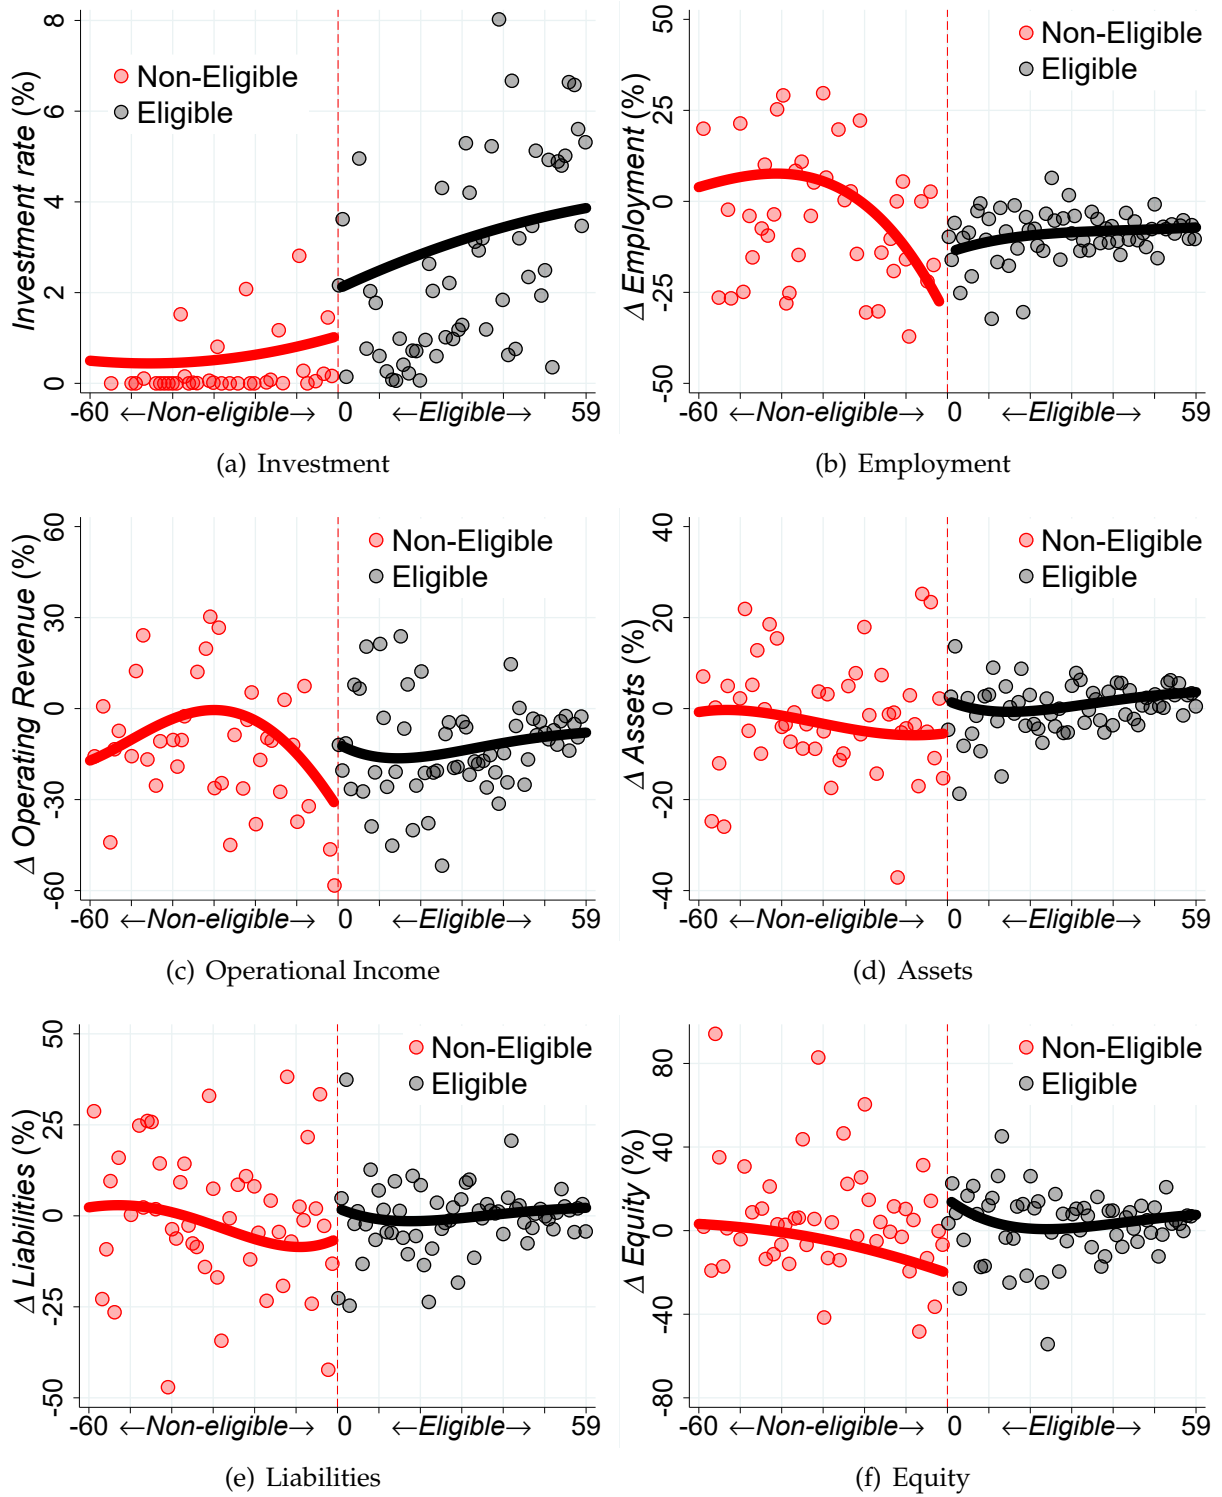 Investment rate (%)
8
6
4
2
0
Non-Eligible
Eligible
-60 ←Non-eligible→ 0 ←Eligible→ 59
(a) Investment
Δ Employment (%)
50
25
0
-25
-50
Non-Eligible
Eligible
-60 ←Non-eligible→ 0 ←Eligible→ 59
(b) Employment
Δ Operating Revenue (%)
60
30
0
-30
-60
Non-Eligible
Eligible
-60 ←Non-eligible→ 0 ←Eligible→ 59
(c) Operational Income
Δ Assets (%)
40
20
0
-20
-40
Non-Eligible
Eligible
-60 ←Non-eligible→ 0 ←Eligible→ 59
(d) Assets
Δ Liabilities (%)
50
25
0
-25
-50
Non-Eligible
Eligible
-60 ←Non-eligible→ 0 ←Eligible→ 59
(e) Liabilities
Δ Equity (%)
80
40
0
-40
-80
Non-Eligible
Eligible
-60 ←Non-eligible→ 0 ←Eligible→ 59
(f) Equity